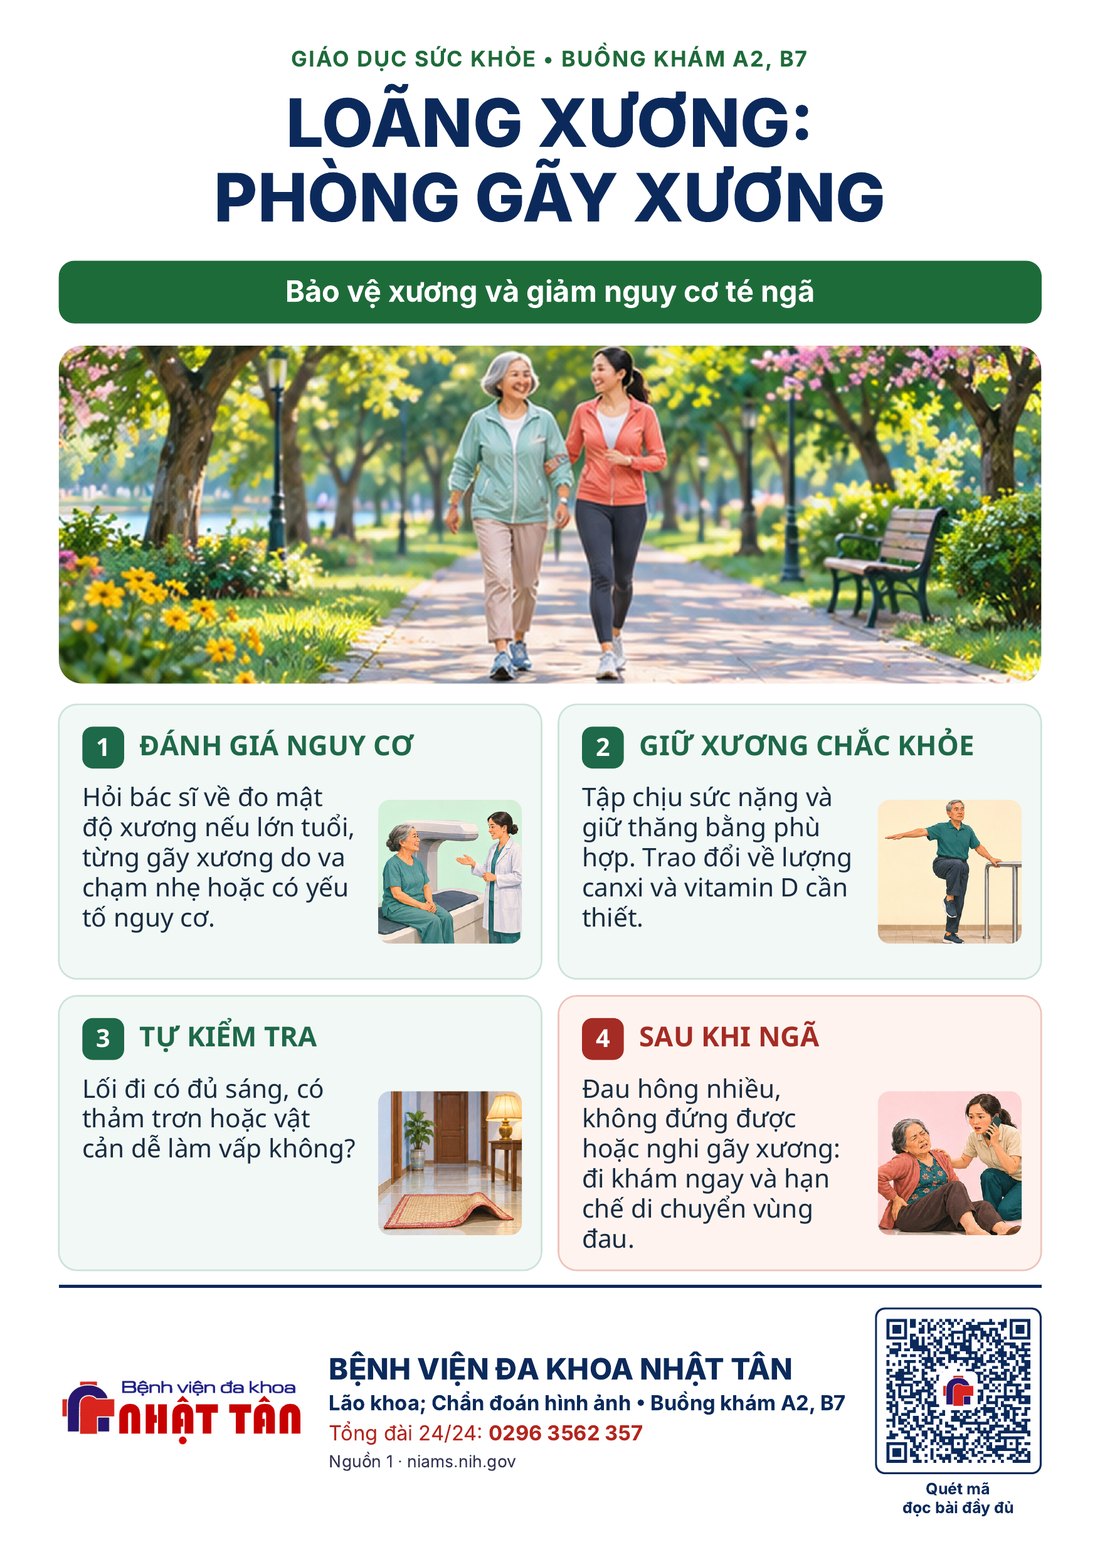 GIÁO DỤC SỨC KHỎE • BUỒNG KHÁM A2, B7
LOÃNG XƯƠNG:
PHÒNG GÃY XƯƠNG
Bảo vệ xương và giảm nguy cơ té ngã
1 ĐÁNH GIÁ NGUY CƠ
Hỏi bác sĩ về đo mật
độ xương nếu lớn tuổi,
từng gãy xương do va
chạm nhẹ hoặc có yếu
tố nguy cơ.
2 GIỮ XƯƠNG CHẮC KHỎE
Tập chịu sức nặng và
giữ thăng bằng phù
hợp. Trao đổi về lượng
canxi và vitamin D cần
thiết.
3 TỰ KIỂM TRA
Lối đi có đủ sáng, có
thảm trơn hoặc vật
cản dễ làm vấp không?
4 SAU KHI NGÃ
Đau hông nhiều,
không đứng được
hoặc nghi gãy xương:
đi khám ngay và hạn
chế di chuyển vùng
đau.
Bệnh viện đa khoa
NHẬT TÂN
BỆNH VIỆN ĐA KHOA NHẬT TÂN
Lão khoa; Chẩn đoán hình ảnh • Buồng khám A2, B7
Tổng đài 24/24: 0296 3562 357
Nguồn 1 · niams.nih.gov
Quét mã
đọc bài đầy đủ